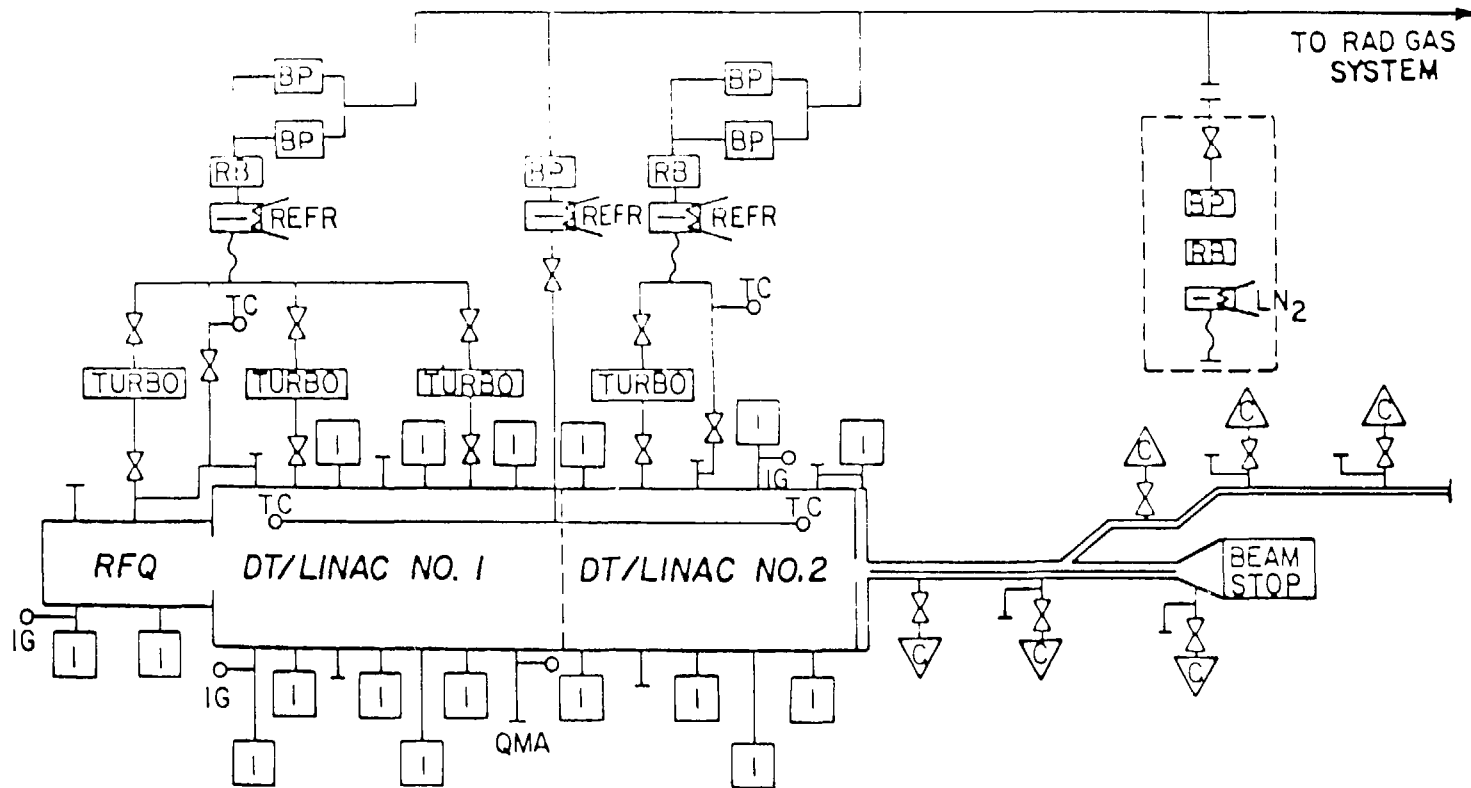 TO RAD GAS
SYSTEM
BP
BP
BP
BP
RB
BP
RB
REFR
REFR
REFR
BP
RB
LN2
TC
TC
TURBO
TURBO
TURBO
TURBO
C
C
C
I
I
I
I
I
I
IG
TC
TC
RFQ
DT/LINAC NO. 1
DT/LINAC NO. 2
BEAM
STOP
IG
I
I
IG
I
I
I
I
I
I
QMA
C
C
C
I
I
I